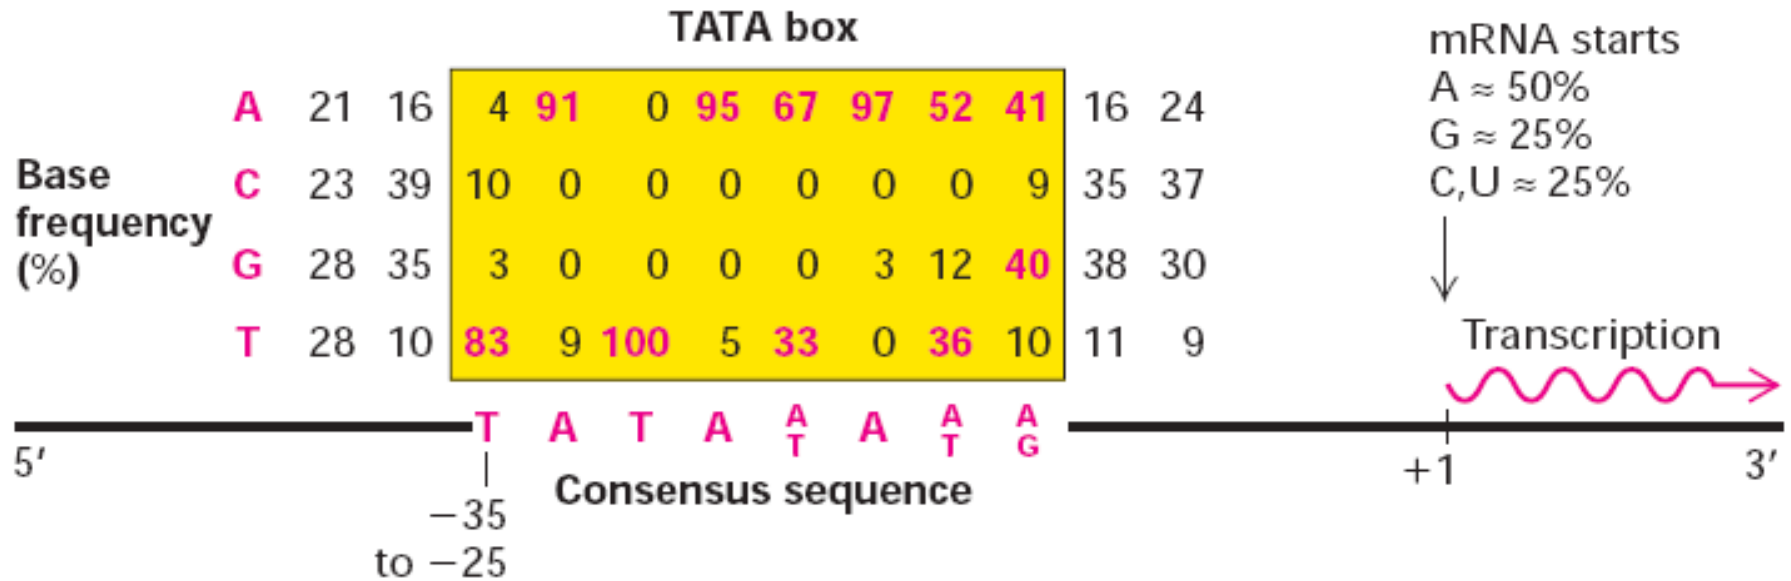 TATA box
mRNA starts
A ≈ 50%
G ≈ 25%
C,U ≈ 25%
Base
frequency
(%)
A 21 16 4 91 0 95 67 97 52 41 16 24
C 23 39 10 0 0 0 0 0 0 9 35 37
G 28 35 3 0 0 0 0 3 12 40 38 30
T 28 10 83 9 100 5 33 0 36 10 11 9
Transcription
T A T A A A A A
T T G
5′
Consensus sequence
+1
3′
−35
to −25